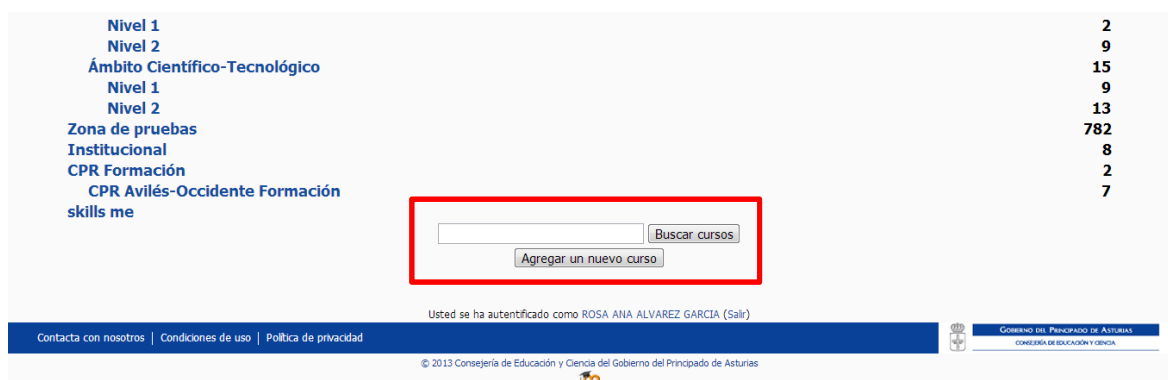 Nivel 1 2
Nivel 2 9
Ámbito Científico-Tecnológico 15
Nivel 1 9
Nivel 2 13
Zona de pruebas 782
Institucional 8
CPR Formación 2
CPR Avilés-Occidente Formación 7
skills me
Buscar cursos
Agregar un nuevo curso
Usted se ha autentificado como ROSA ANA ALVAREZ GARCIA (Salir)
Contacta con nosotros | Condiciones de uso | Política de privacidad
GOBIERNO DEL PRINCIPADO DE ASTURIAS
CONSEJERÍA DE EDUCACIÓN Y CIENCIA
© 2013 Consejería de Educación y Ciencia del Gobierno del Principado de Asturias